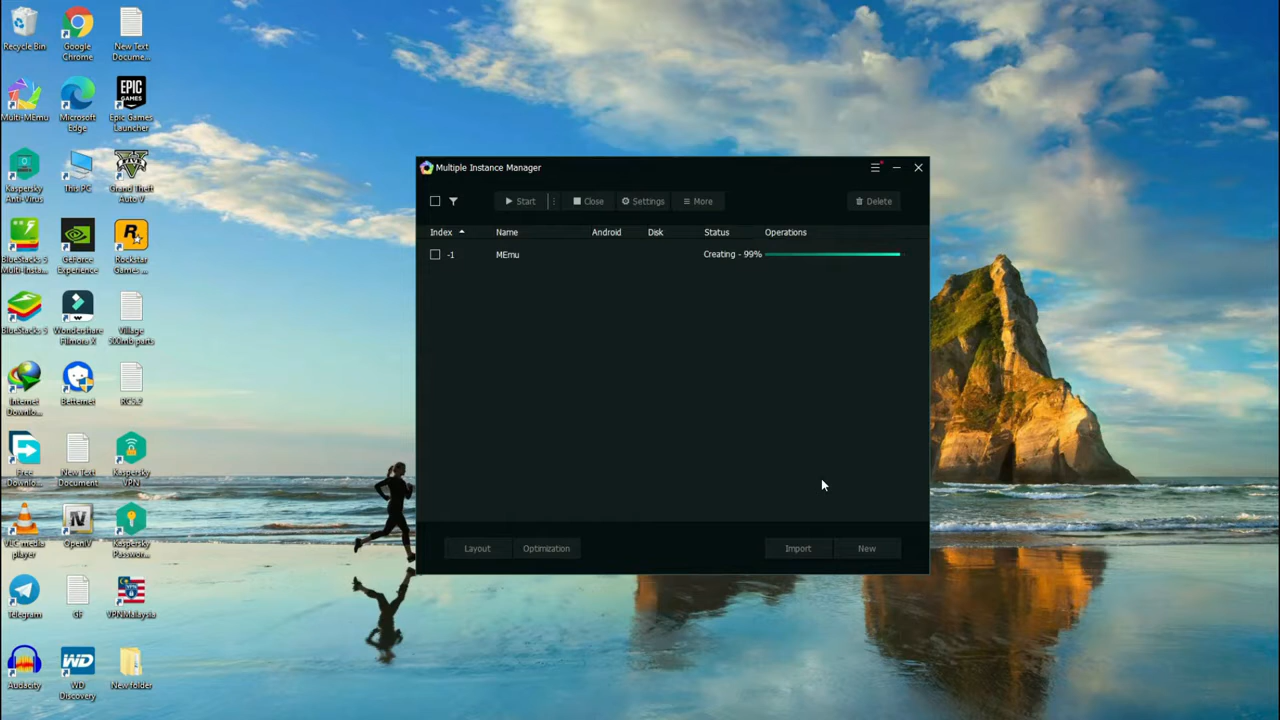 Recycle Bin
Google
Chrome
New Text
Docume...
Multi-MEmu
Microsoft
Edge
EPIC
GAMES
Epic Games
Launcher
Kaspersky
Anti-Virus
This PC
Grand Theft
Auto V
BlueStacks 5
Multi-Insta...
GeForce
Experience
Rockstar
Games ...
BlueStacks 5
Wondershare
Filmora X
Village
500mb parts
Internet
Downlo...
Betternet
Free
Downlo...
New Text
Document
Kaspersky
VPN
VLC media
player
OpenIV
Kaspersky
Passwor...
Telegram
GF
VPNMalaysia
Audacity
WD
WD
Discovery
New folder
Multiple Instance Manager
Start
Close
Settings
More
Delete
Index
Name
Android
Disk
Status
Operations
-1
MEmu
Creating - 99%
Layout
Optimization
Import
New